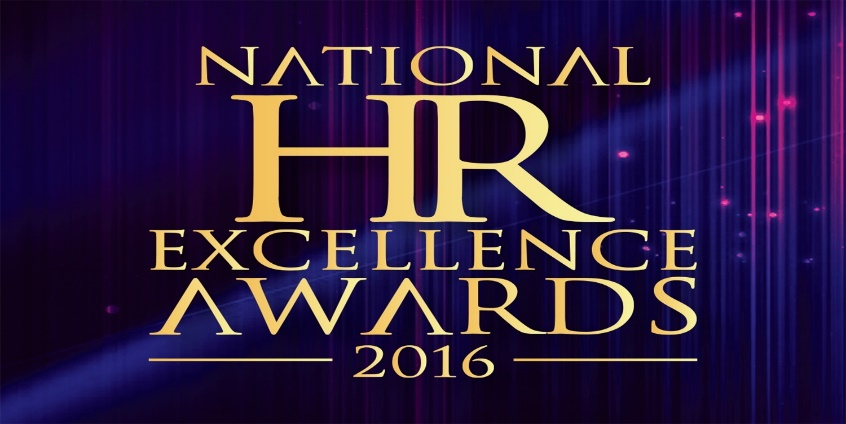 NATIONAL
HR
EXCELLENCE
AWARDS
2016